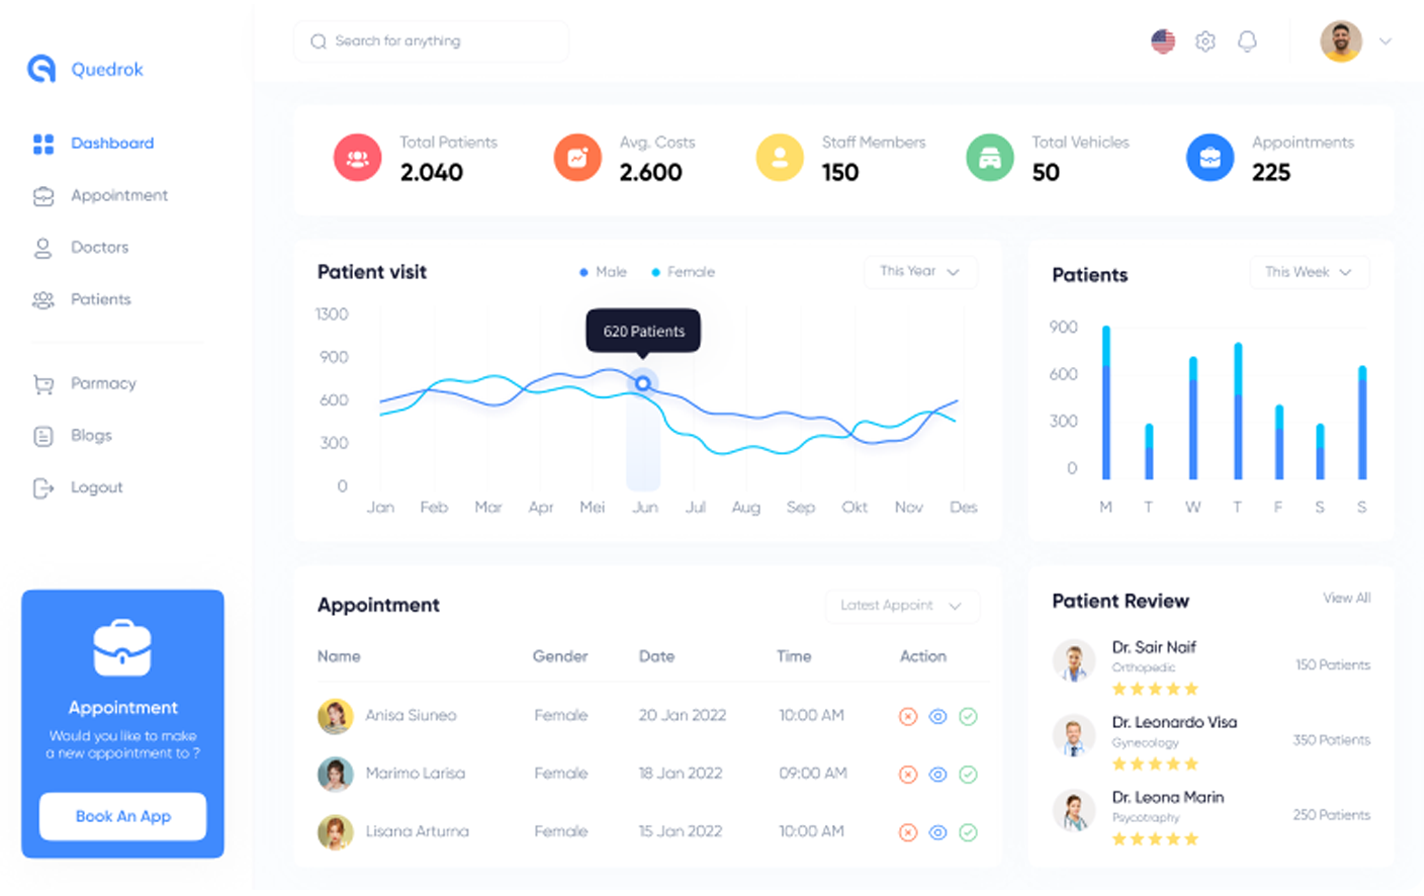 Quedrok
Dashboard
Appointment
Doctors
Patients
Parmacy
Blogs
Logout
Appointment
Would you like to make
a new appointment to ?
Book An App
Search for anything
Total Patients
2.040
Avg. Costs
2.600
Staff Members
150
Total Vehicles
50
Appointments
225
Patient visit
Male Female
This Year
620 Patients
1300
900
600
300
0
Jan Feb Mar Apr Mei Jun Jul Aug Sep Okt Nov Des
Patients
This Week
900
600
300
0
M T W T F S S
Appointment
Latest Appoint
Name Gender Date Time Action
Anisa Siuneo Female 20 Jan 2022 10:00 AM
Marimo Larisa Female 18 Jan 2022 09:00 AM
Lisana Arturna Female 15 Jan 2022 10:00 AM
Patient Review
View All
Dr. Sair Naif
Orthopedic
150 Patients
Dr. Leonardo Visa
Gynecology
350 Patients
Dr. Leona Marin
Psycotraphy
250 Patients